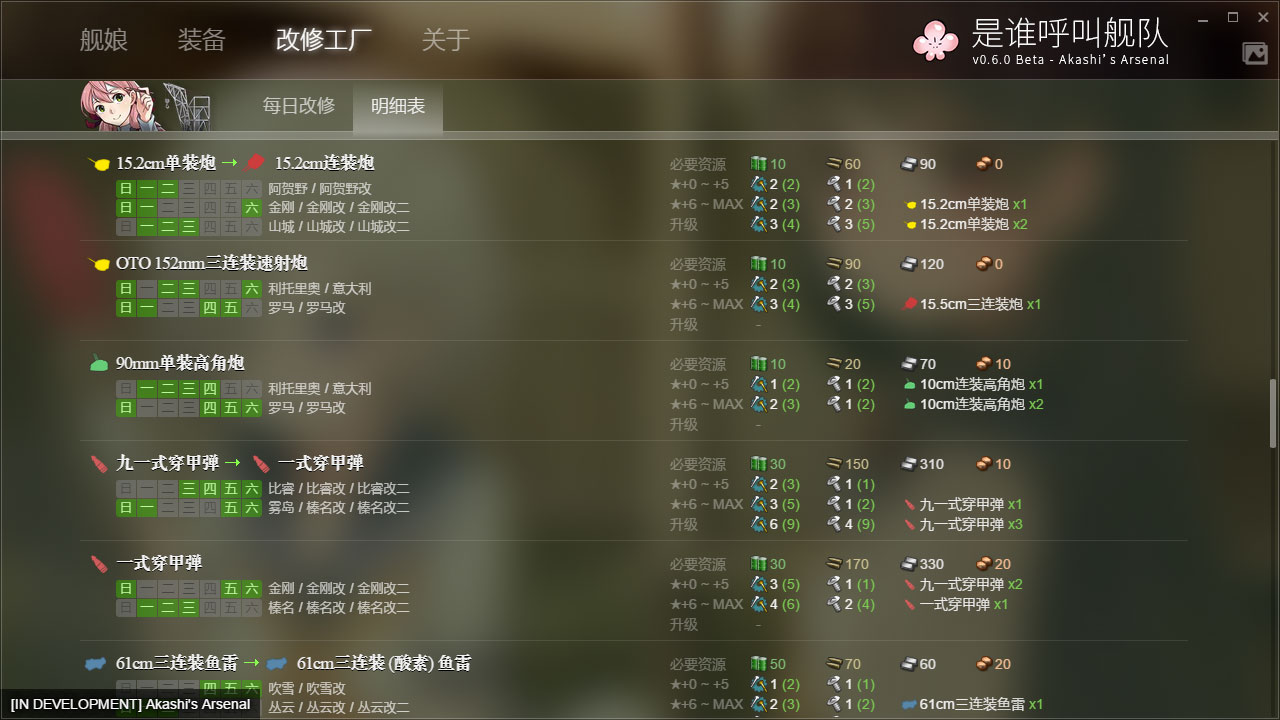 舰娘 装备 改修工厂 关于
是谁呼叫舰队
v0.6.0 Beta - Akashi's Arsenal
每日改修 明细表
15.2cm单装炮 → 15.2cm连装炮
日 一 二 三 四 五 六 阿贺野 / 阿贺野改
日 一 二 三 四 五 六 金刚 / 金刚改 / 金刚改二
日 一 二 三 四 五 六 山城 / 山城改 / 山城改二
必要资源 10 60 90 0
★+0 ~ +5 2 (2) 1 (2)
★+6 ~ MAX 2 (3) 2 (3) 15.2cm单装炮 x1
升级 3 (4) 3 (5) 15.2cm单装炮 x2
OTO 152mm三连装速射炮
日 一 二 三 四 五 六 利托里奥 / 意大利
日 一 二 三 四 五 六 罗马 / 罗马改
必要资源 10 90 120 0
★+0 ~ +5 2 (3) 2 (3)
★+6 ~ MAX 3 (4) 3 (5) 15.5cm三连装炮 x1
升级 -
90mm单装高角炮
日 一 二 三 四 五 六 利托里奥 / 意大利
日 一 二 三 四 五 六 罗马 / 罗马改
必要资源 10 20 70 10
★+0 ~ +5 1 (2) 1 (2) 10cm连装高角炮 x1
★+6 ~ MAX 2 (3) 1 (2) 10cm连装高角炮 x2
升级 -
九一式穿甲弹 → 一式穿甲弹
日 一 二 三 四 五 六 比睿 / 比睿改 / 比睿改二
日 一 二 三 四 五 六 雾岛 / 榛名改 / 榛名改二
必要资源 30 150 310 10
★+0 ~ +5 2 (3) 1 (1)
★+6 ~ MAX 3 (5) 1 (2) 九一式穿甲弹 x1
升级 6 (9) 4 (9) 九一式穿甲弹 x3
一式穿甲弹
日 一 二 三 四 五 六 金刚 / 金刚改 / 金刚改二
日 一 二 三 四 五 六 榛名 / 榛名改 / 榛名改二
必要资源 30 170 330 20
★+0 ~ +5 3 (5) 1 (1) 九一式穿甲弹 x2
★+6 ~ MAX 4 (6) 2 (4) 一式穿甲弹 x1
升级 -
61cm三连装鱼雷 → 61cm三连装 (酸素) 鱼雷
日 一 二 三 四 五 六 吹雪 / 吹雪改
丛云 / 丛云改 / 丛云改二
必要资源 50 70 60 20
★+0 ~ +5 1 (2) 1 (1)
★+6 ~ MAX 2 (3) 1 (2) 61cm三连装鱼雷 x1
[IN DEVELOPMENT] Akashi's Arsenal